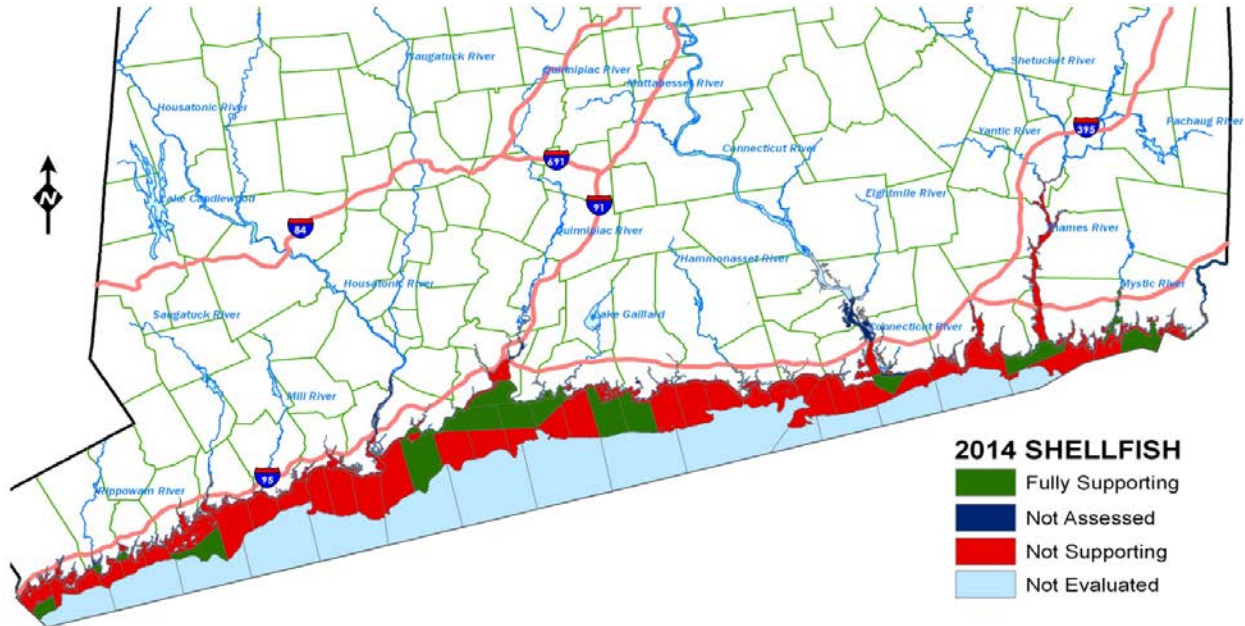 Naugatuck River
Quinnipiac River
Mattabesset River
Shetucket River
Housatonic River
395
Pachaug River
Yantic River
Connecticut River
691
Eightmile River
Lake Candlewood
91
84
Quinnipiac River
Thames River
Hammonasset River
N
Housatonic River
Mystic River
Saugatuck River
Lake Gaillard
Connecticut River
Mill River
2014 SHELLFISH
95
Fully Supporting
Rippowam River
Not Assessed
Not Supporting
Not Evaluated